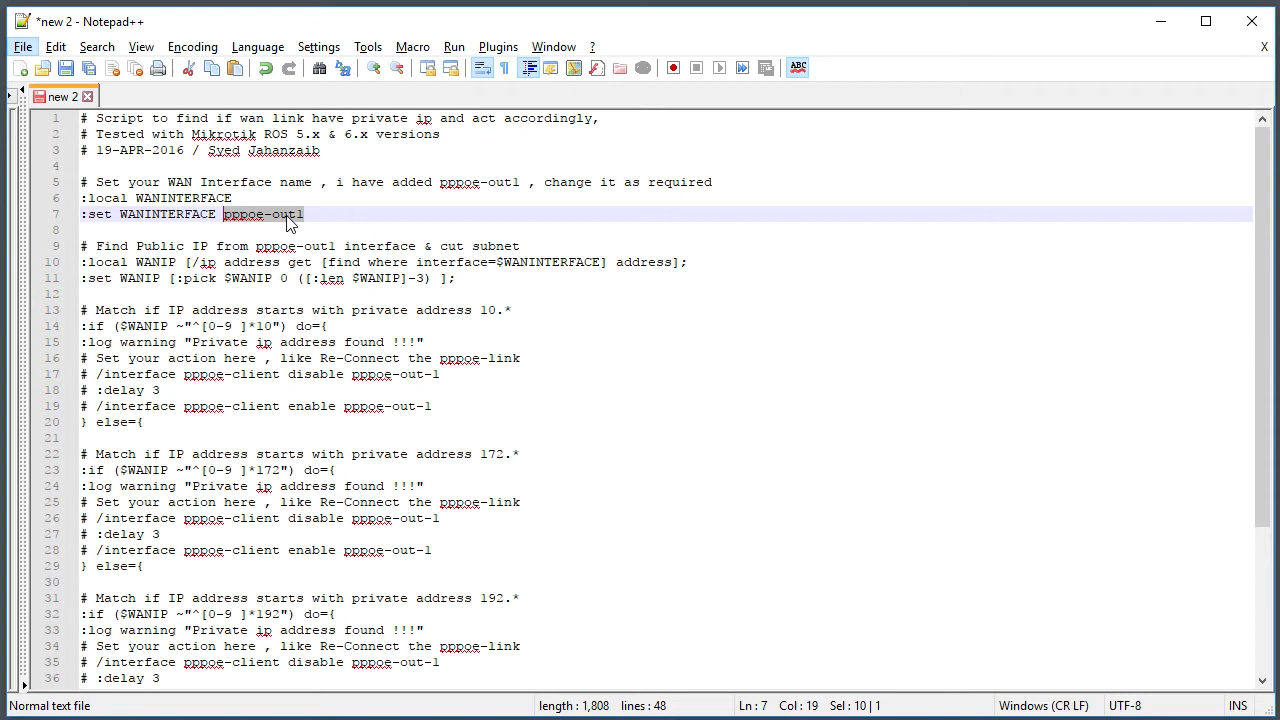 *new 2 - Notepad++
File Edit Search View Encoding Language Settings Tools Macro Run Plugins Window ? X
ABC
new 2
1 # Script to find if wan link have private ip and act accordingly,
2 # Tested with Mikrotik ROS 5.x & 6.x versions
3 # 19-APR-2016 / Syed Jahanzaib
4
5 # Set your WAN Interface name , i have added pppoe-out1 , change it as required
6 :local WANINTERFACE
7 :set WANINTERFACE pppoe-out1
8
9 # Find Public IP from pppoe-out1 interface & cut subnet
10 :local WANIP [/ip address get [find where interface=$WANINTERFACE] address];
11 :set WANIP [:pick $WANIP 0 ([:len $WANIP]-3) ];
12
13 # Match if IP address starts with private address 10.*
14 :if ($WANIP ~"^[0-9 ]*10") do={
15 :log warning "Private ip address found !!!"
16 # Set your action here , like Re-Connect the pppoe-link
17 # /interface pppoe-client disable pppoe-out-1
18 # :delay 3
19 # /interface pppoe-client enable pppoe-out-1
20 } else={
21
22 # Match if IP address starts with private address 172.*
23 :if ($WANIP ~"^[0-9 ]*172") do={
24 :log warning "Private ip address found !!!"
25 # Set your action here , like Re-Connect the pppoe-link
26 # /interface pppoe-client disable pppoe-out-1
27 # :delay 3
28 # /interface pppoe-client enable pppoe-out-1
29 } else={
30
31 # Match if IP address starts with private address 192.*
32 :if ($WANIP ~"^[0-9 ]*192") do={
33 :log warning "Private ip address found !!!"
34 # Set your action here , like Re-Connect the pppoe-link
35 # /interface pppoe-client disable pppoe-out-1
36 # :delay 3
Normal text file length : 1,808 lines : 48 Ln : 7 Col : 19 Sel : 10 | 1 Windows (CR LF) UTF-8 INS